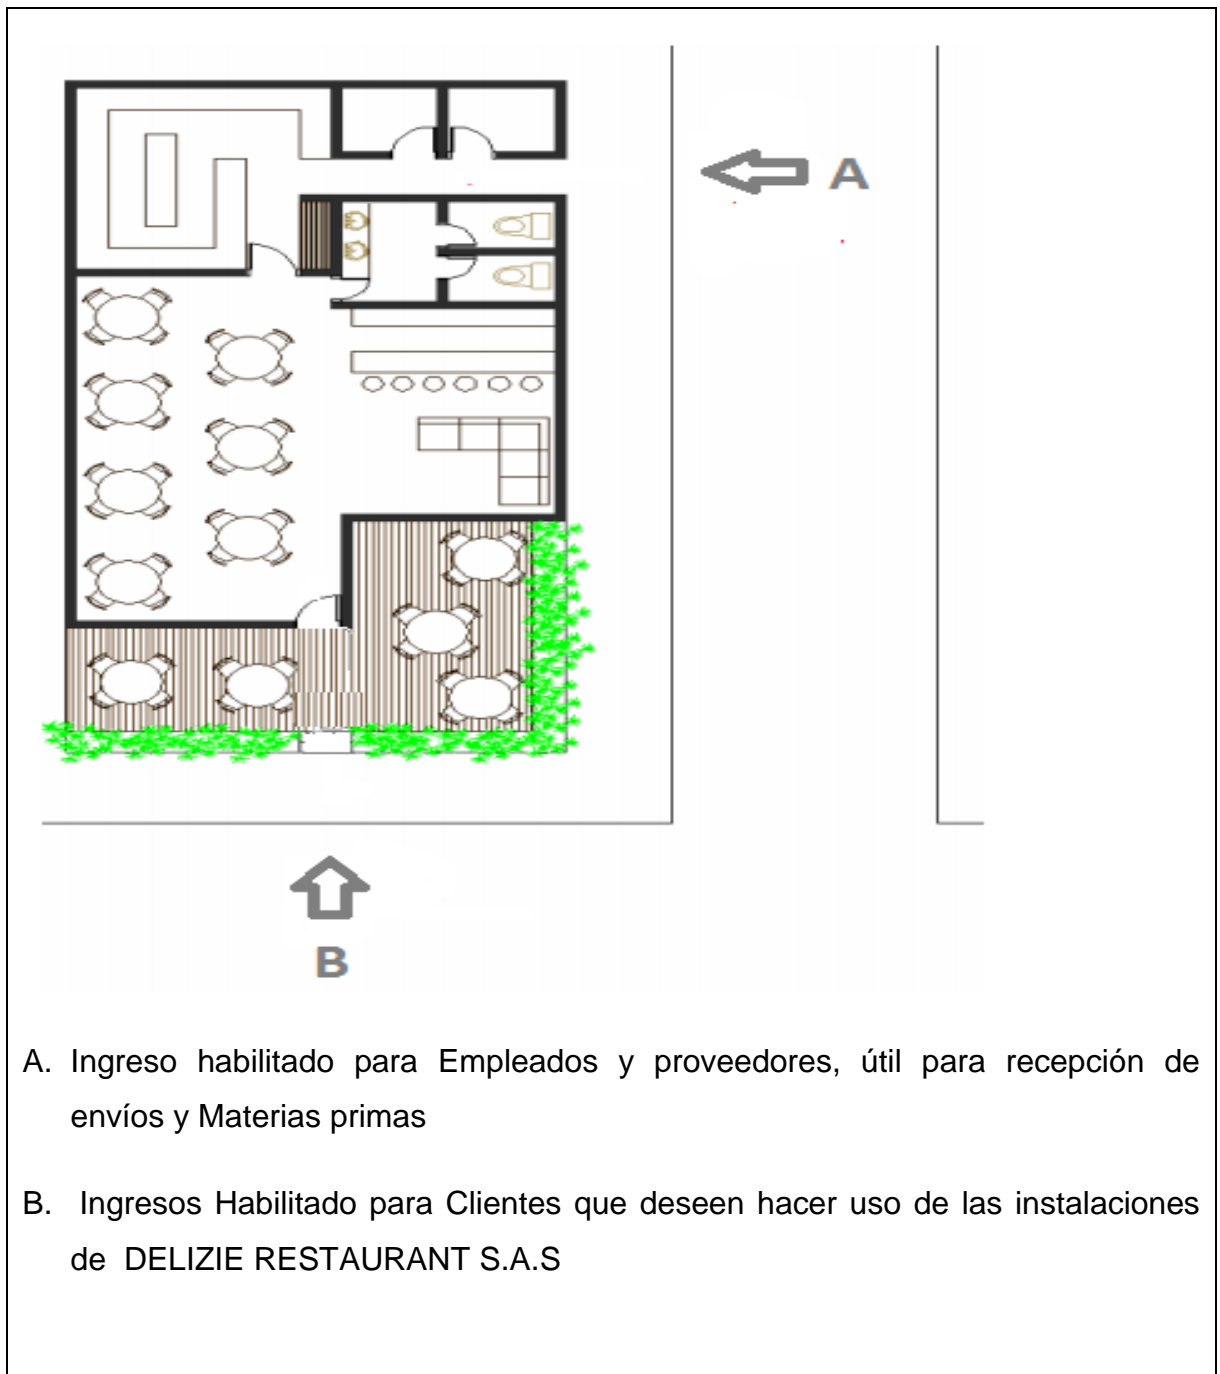 A
B
A. Ingreso habilitado para Empleados y proveedores, útil para recepción de
envíos y Materias primas
B. Ingresos Habilitado para Clientes que deseen hacer uso de las instalaciones
de DELIZIE RESTAURANT S.A.S